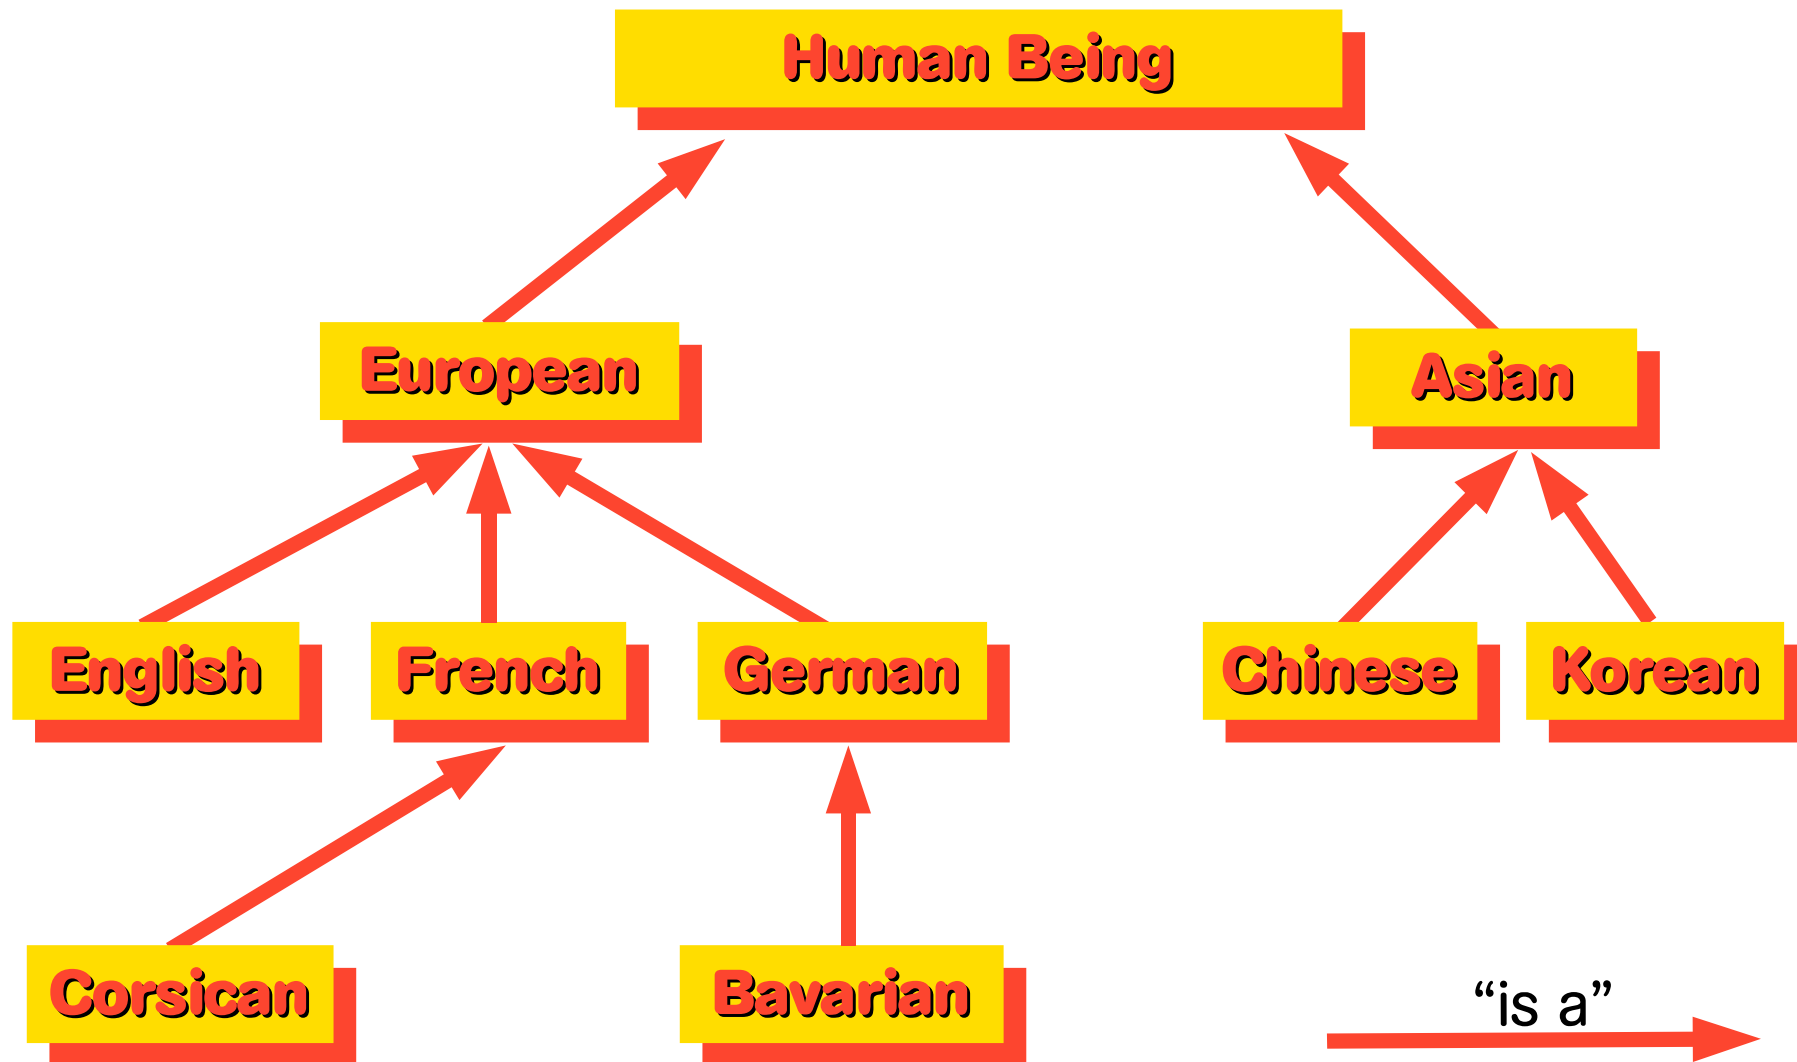 Human Being
European
Asian
English
French
German
Chinese
Korean
Corsican
Bavarian
“is a”